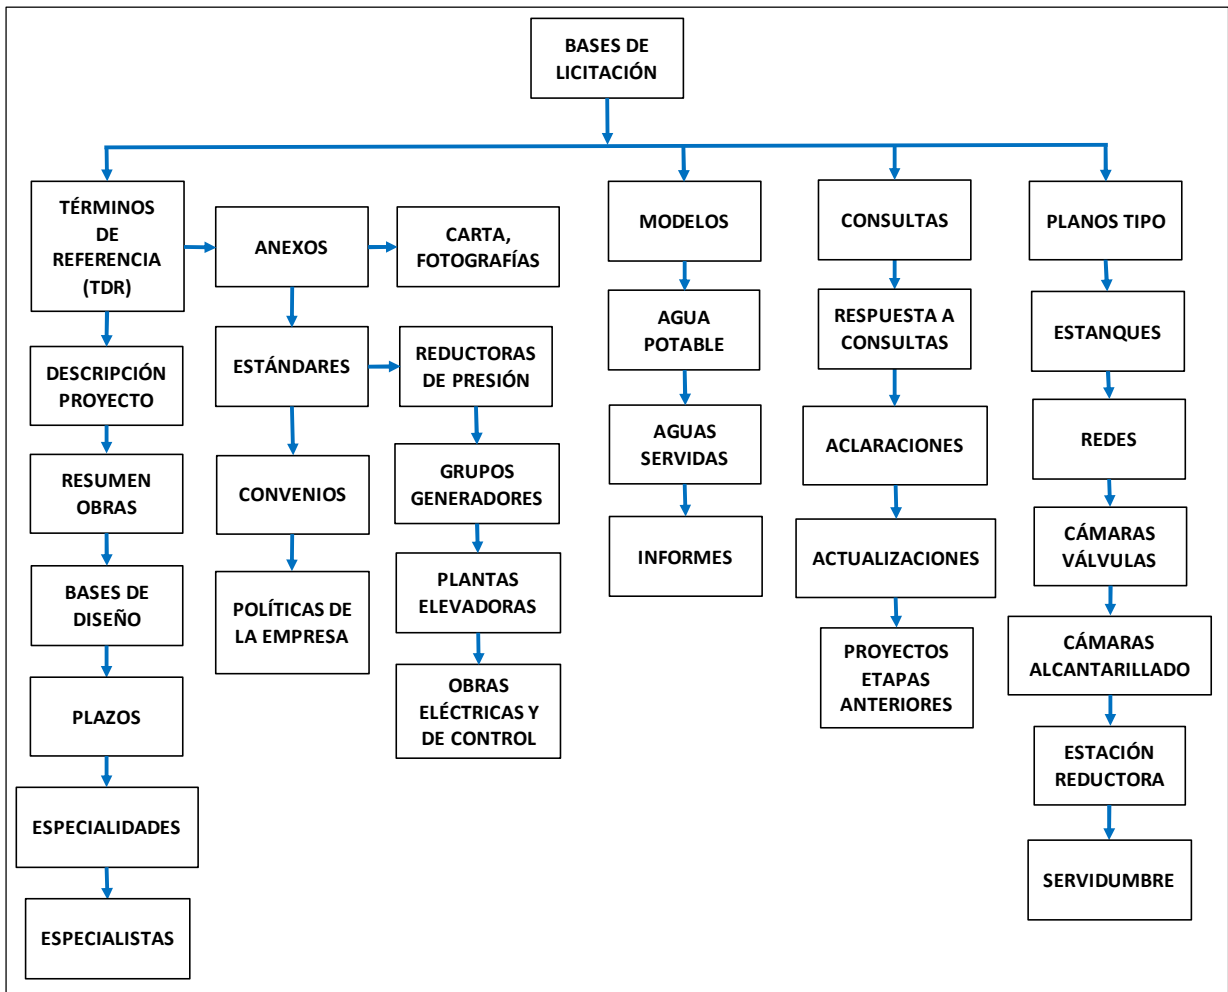 BASES DE
LICITACIÓN
TÉRMINOS
DE
REFERENCIA
(TDR)
DESCRIPCIÓN
PROYECTO
RESUMEN
OBRAS
BASES DE
DISEÑO
PLAZOS
ESPECIALIDADES
ESPECIALISTAS
ANEXOS
CARTA,
FOTOGRAFÍAS
ESTÁNDARES
CONVENIOS
POLÍTICAS DE
LA EMPRESA
REDUCTORAS
DE PRESIÓN
GRUPOS
GENERADORES
PLANTAS
ELEVADORAS
OBRAS
ELÉCTRICAS Y
DE CONTROL
MODELOS
AGUA
POTABLE
AGUAS
SERVIDAS
INFORMES
CONSULTAS
RESPUESTA A
CONSULTAS
ACLARACIONES
ACTUALIZACIONES
PROYECTOS
ETAPAS
ANTERIORES
PLANOS TIPO
ESTANQUES
REDES
CÁMARAS
VÁLVULAS
CÁMARAS
ALCANTARILLADO
ESTACIÓN
REDUCTORA
SERVIDUMBRE